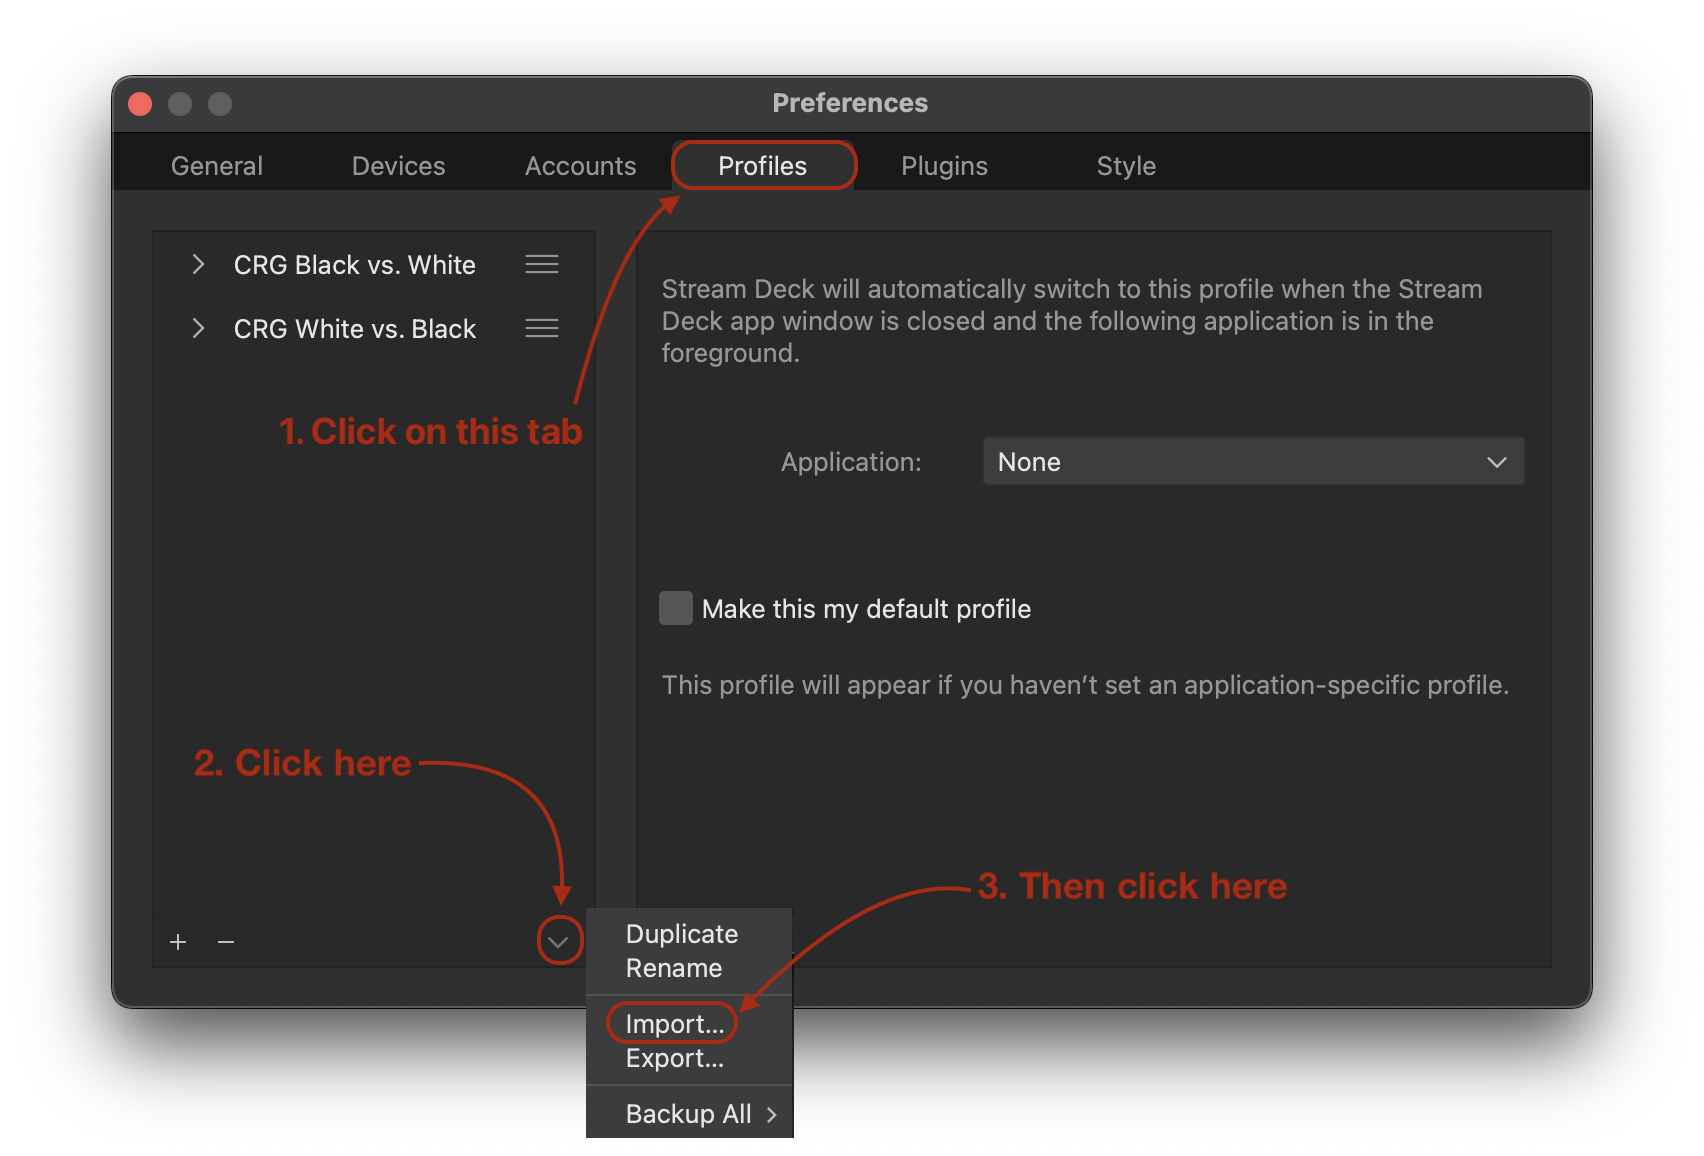 Preferences
General
Devices
Accounts
Profiles
Plugins
Style
CRG Black vs. White
CRG White vs. Black
1. Click on this tab
Stream Deck will automatically switch to this profile when the Stream
Deck app window is closed and the following application is in the
foreground.
Application:
None
Make this my default profile
This profile will appear if you haven’t set an application-specific profile.
2. Click here
3. Then click here
Duplicate
Rename
Import...
Export...
Backup All